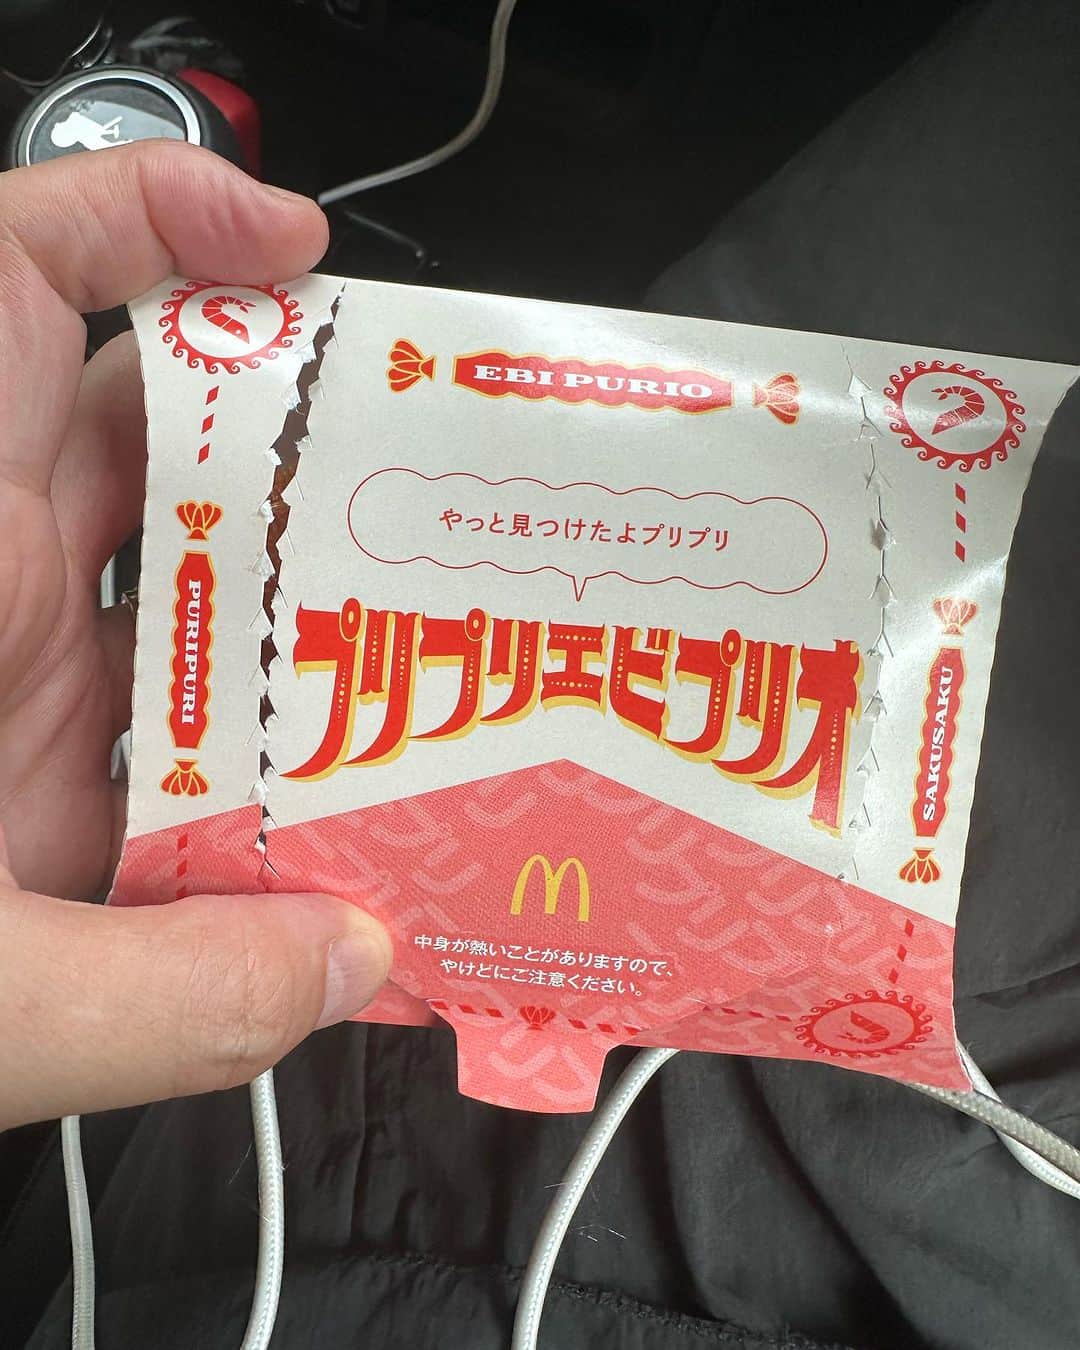 EBI PURIO
やっと見つけたよプリプリ
プリプリエビプリオ
PURIPURI
SAKUSAKU
中身が熱いことがありますので、
やけどにご注意ください。